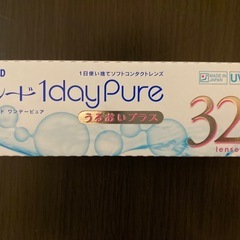 1日使い捨てソフトコンタクトレンズ
ード 1dayPure
ド ワンデーピュア
うるおいプラス
MADE IN JAPAN
UV
32
lense